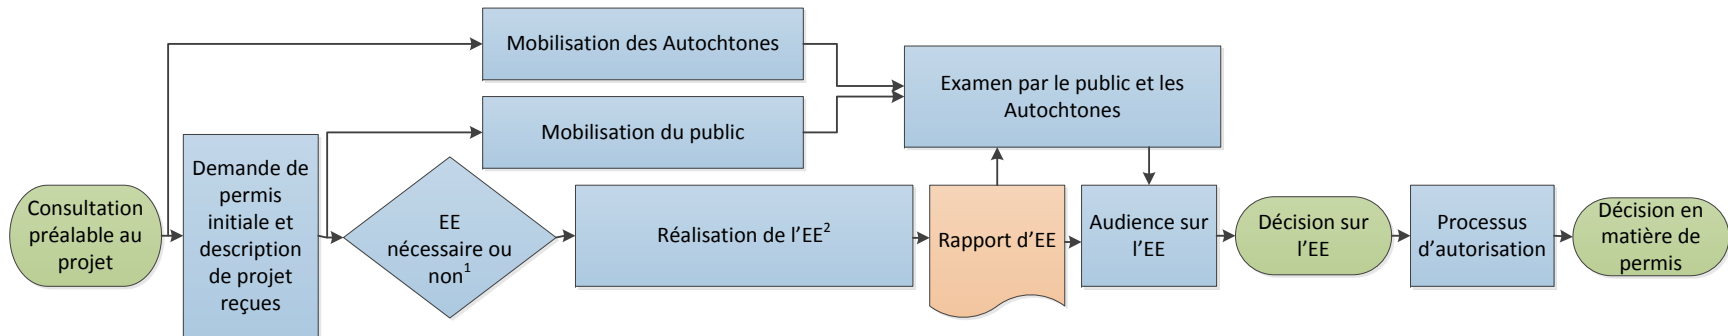 Mobilisation des Autochtones
Mobilisation du public
Examen par le public et les
Autochtones
Consultation
préalable au
projet
Demande de
permis
initiale et
description
de projet
reçues
EE
nécessaire ou
non1
Réalisation de l’EE2
Rapport d’EE
Audience sur
l’EE
Décision sur
l’EE
Processus
d’autorisation
Décision en
matière de
permis